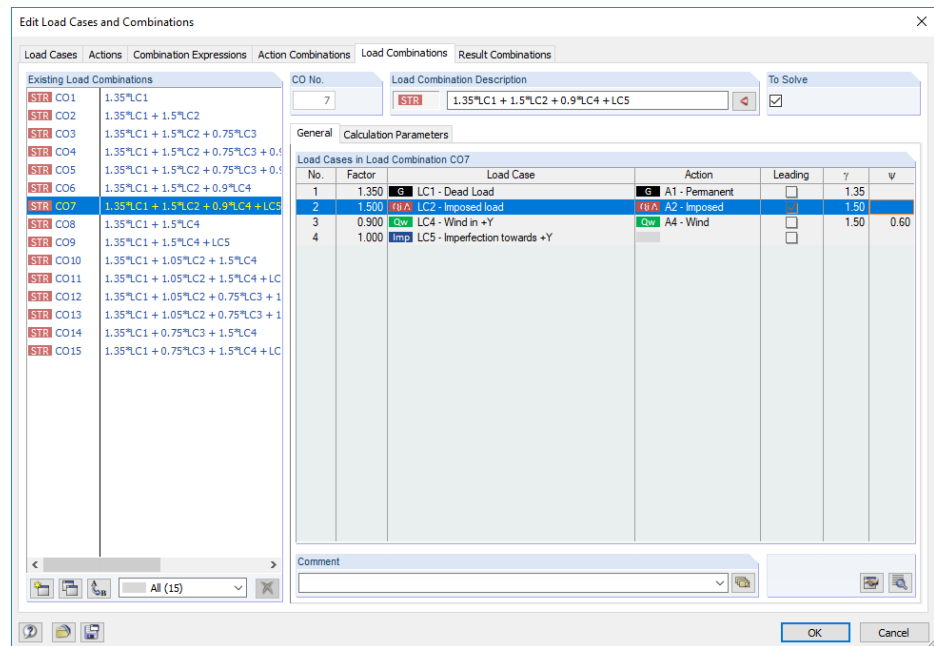 Edit Load Cases and Combinations
Load Cases Actions Combination Expressions Action Combinations Load Combinations Result Combinations
Existing Load Combinations
STR CO1 1.35*LC1
STR CO2 1.35*LC1 + 1.5*LC2
STR CO3 1.35*LC1 + 1.5*LC2 + 0.75*LC3
STR CO4 1.35*LC1 + 1.5*LC2 + 0.75*LC3 + 0.9
STR CO5 1.35*LC1 + 1.5*LC2 + 0.75*LC3 + 0.9
STR CO6 1.35*LC1 + 1.5*LC2 + 0.9*LC4
STR CO7 1.35*LC1 + 1.5*LC2 + 0.9*LC4 + LC5
STR CO8 1.35*LC1 + 1.5*LC4
STR CO9 1.35*LC1 + 1.5*LC4 + LC5
STR CO10 1.35*LC1 + 1.05*LC2 + 1.5*LC4
STR CO11 1.35*LC1 + 1.05*LC2 + 1.5*LC4 + LC
STR CO12 1.35*LC1 + 1.05*LC2 + 0.75*LC3 + 1
STR CO13 1.35*LC1 + 1.05*LC2 + 0.75*LC3 + 1
STR CO14 1.35*LC1 + 0.75*LC3 + 1.5*LC4
STR CO15 1.35*LC1 + 0.75*LC3 + 1.5*LC4 + LC
All (15)
CO No.
7
Load Combination Description
STR 1.35*LC1 + 1.5*LC2 + 0.9*LC4 + LC5
To Solve
General Calculation Parameters
Load Cases in Load Combination CO7
No. Factor Load Case Action Leading γ ψ
1 1.350 G LC1 - Dead Load G A1 - Permanent 1.35
2 1.500 LC2 - Imposed load A2 - Imposed 1.50
3 0.900 Qw LC4 - Wind in +Y Qw A4 - Wind 1.50 0.60
4 1.000 Imp LC5 - Imperfection towards +Y
Comment
OK Cancel